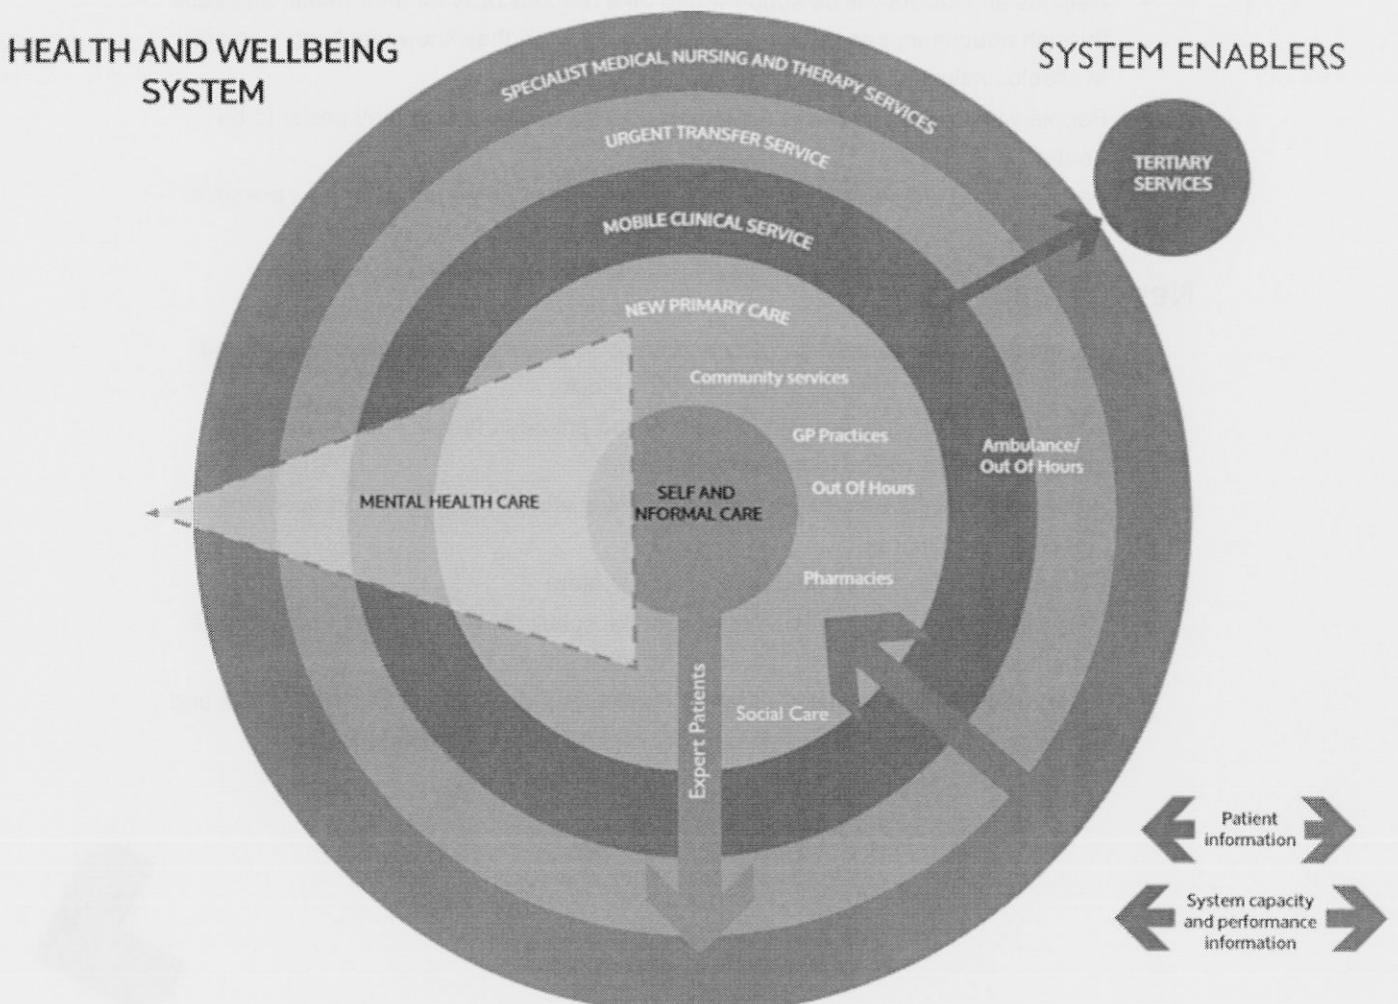 HEALTH AND WELLBEING
SYSTEM
SYSTEM ENABLERS
SPECIALIST MEDICAL, NURSING AND THERAPY SERVICES
URGENT TRANSFER SERVICE
MOBILE CLINICAL SERVICE
NEW PRIMARY CARE
TERTIARY
SERVICES
Community services
GP Practices
Out Of Hours
Ambulance/
Out Of Hours
MENTAL HEALTH CARE
SELF AND
NFORMAL CARE
Pharmacies
Social Care
Expert Patients
Patient
information
System capacity
and performance
information